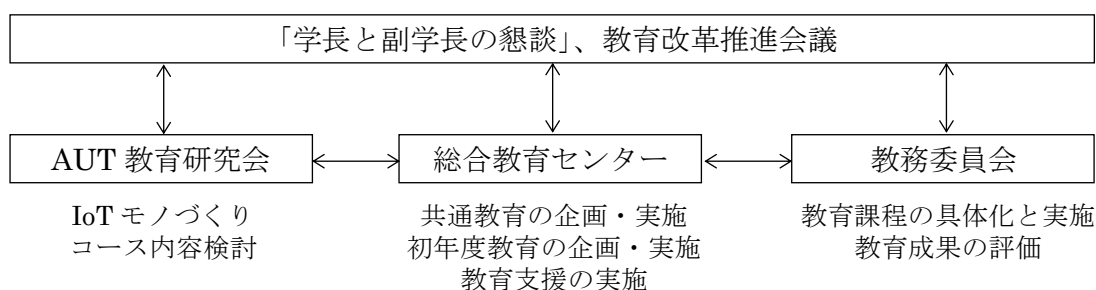 「学長と副学長の懇談」、教育改革推進会議
AUT 教育研究会
総合教育センター
教務委員会
IoT モノづくり
コース内容検討
共通教育の企画・実施
初年度教育の企画・実施
教育支援の実施
教育課程の具体化と実施
教育成果の評価